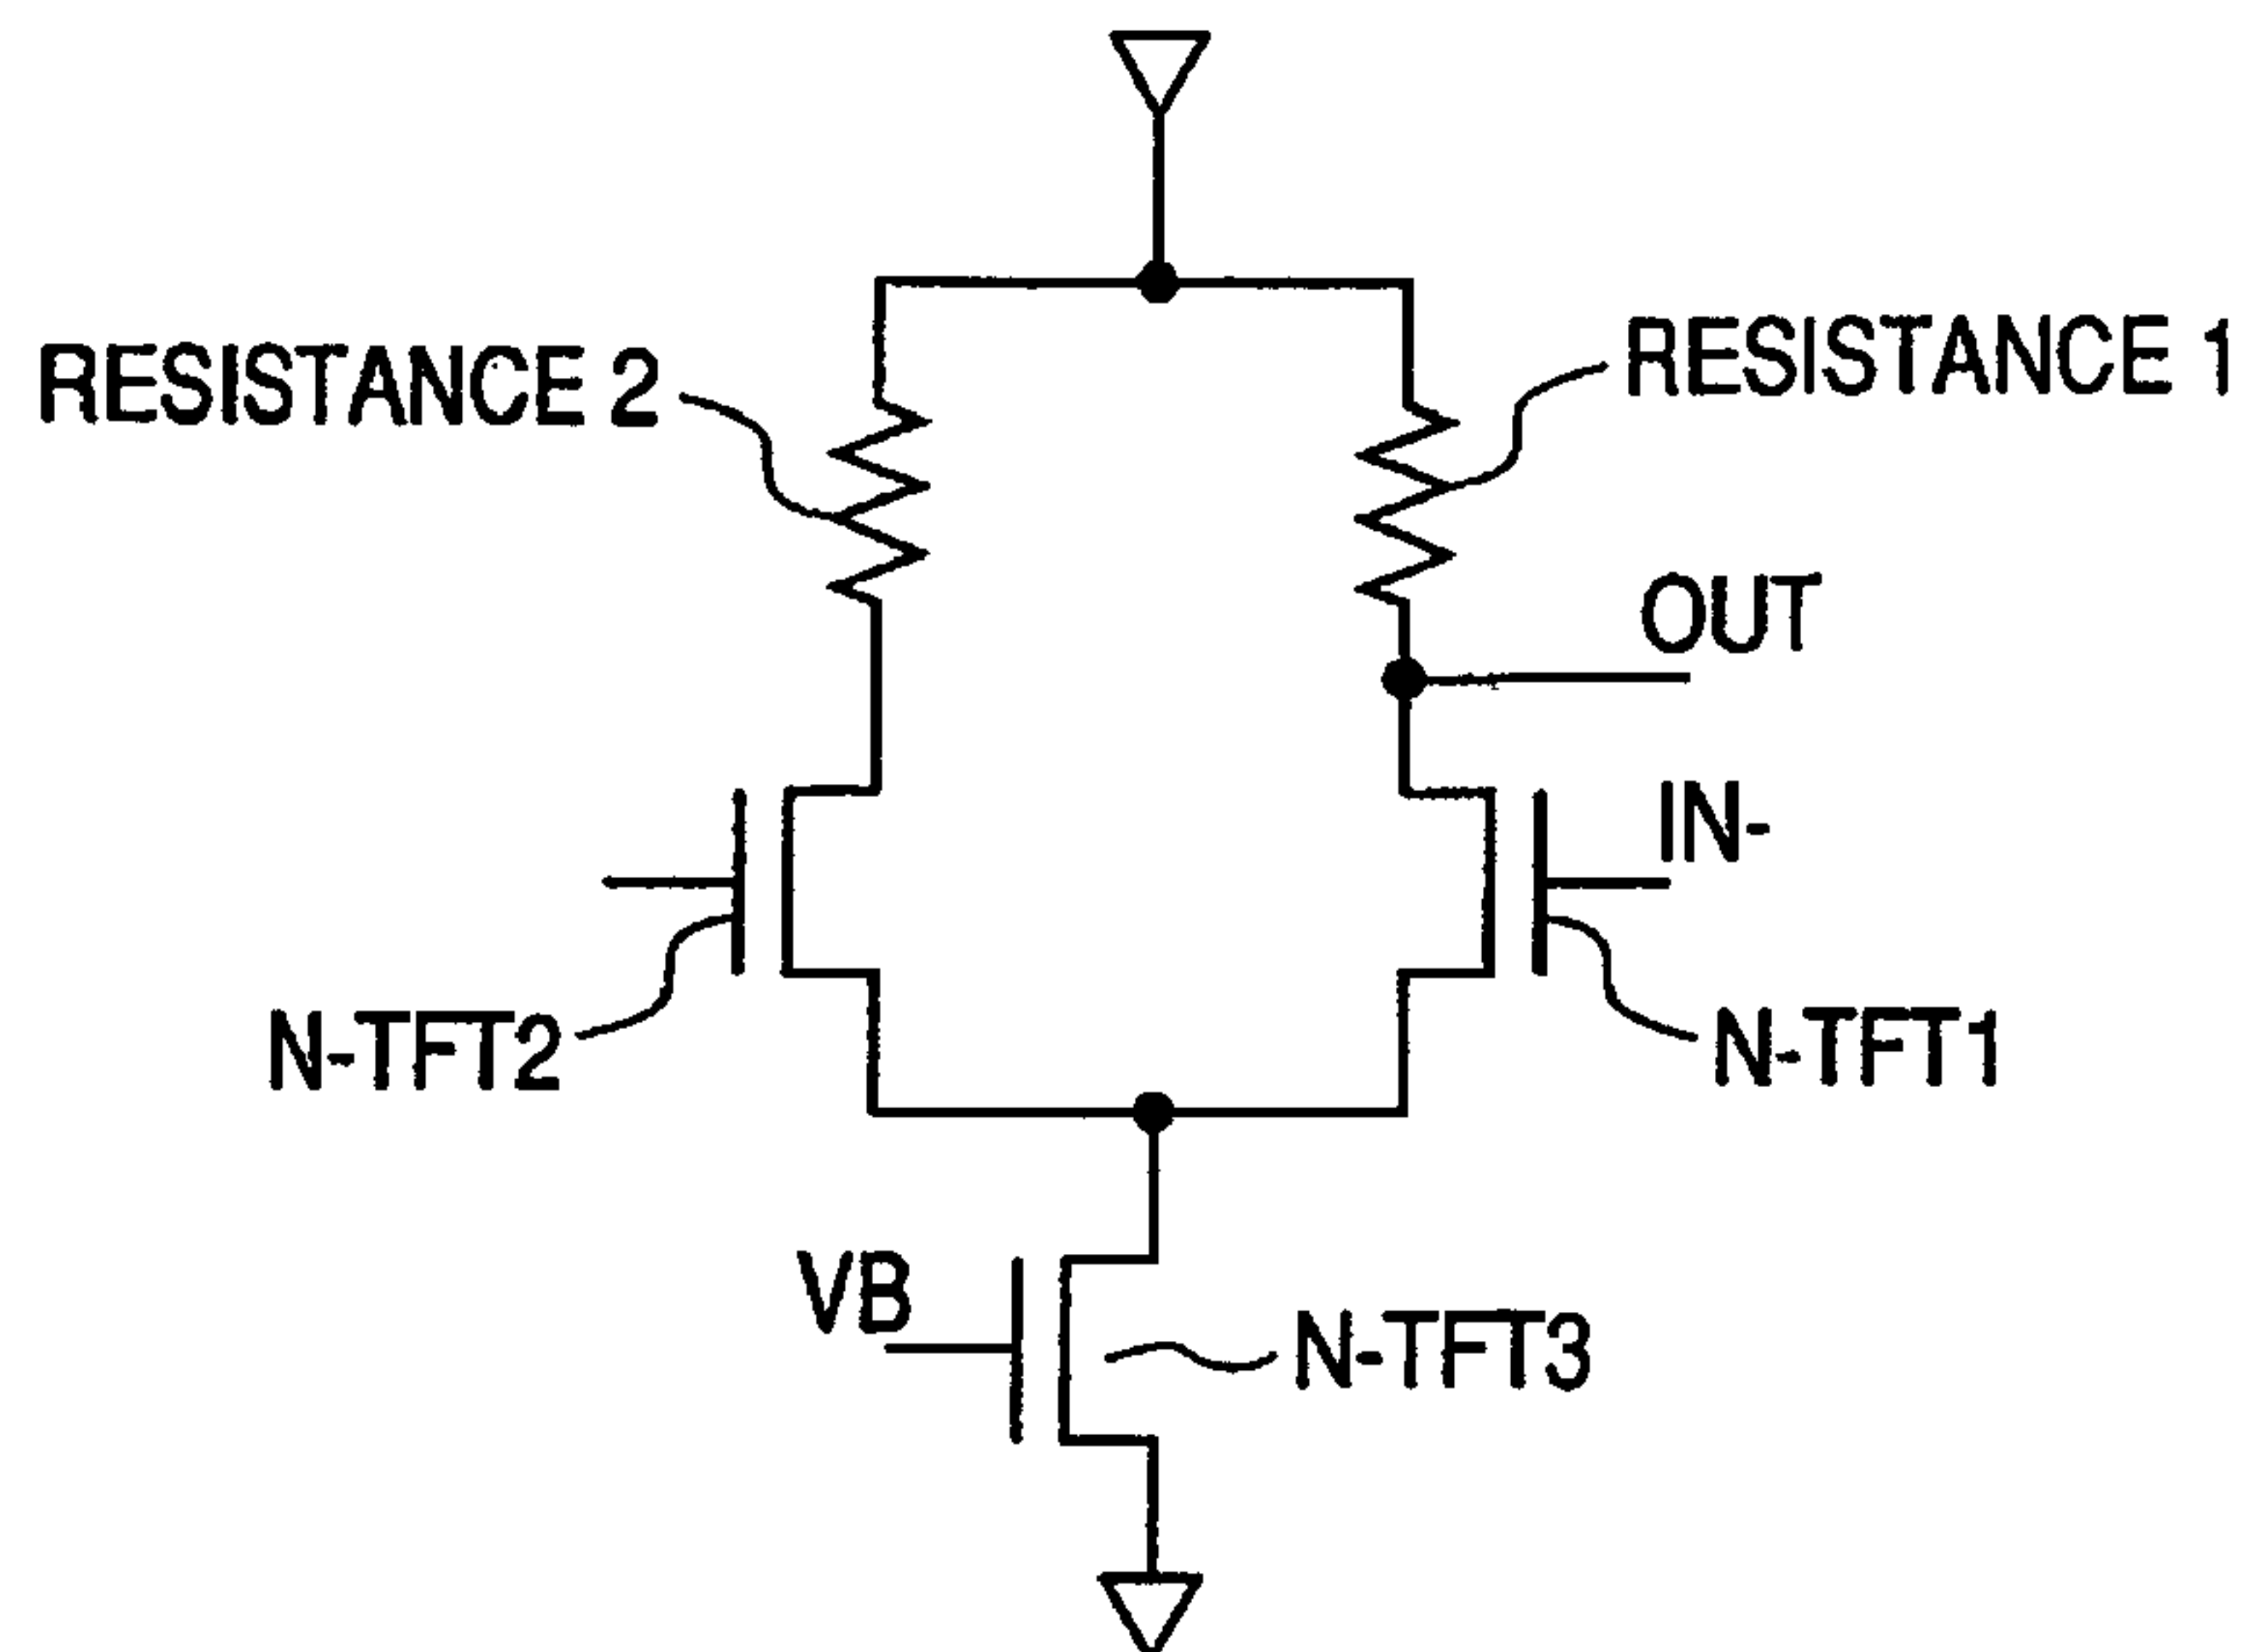 RESISTANCE 2
RESISTANCE 1
OUT
IN-
N-TFT2
N-TFT1
VB
N-TFT3